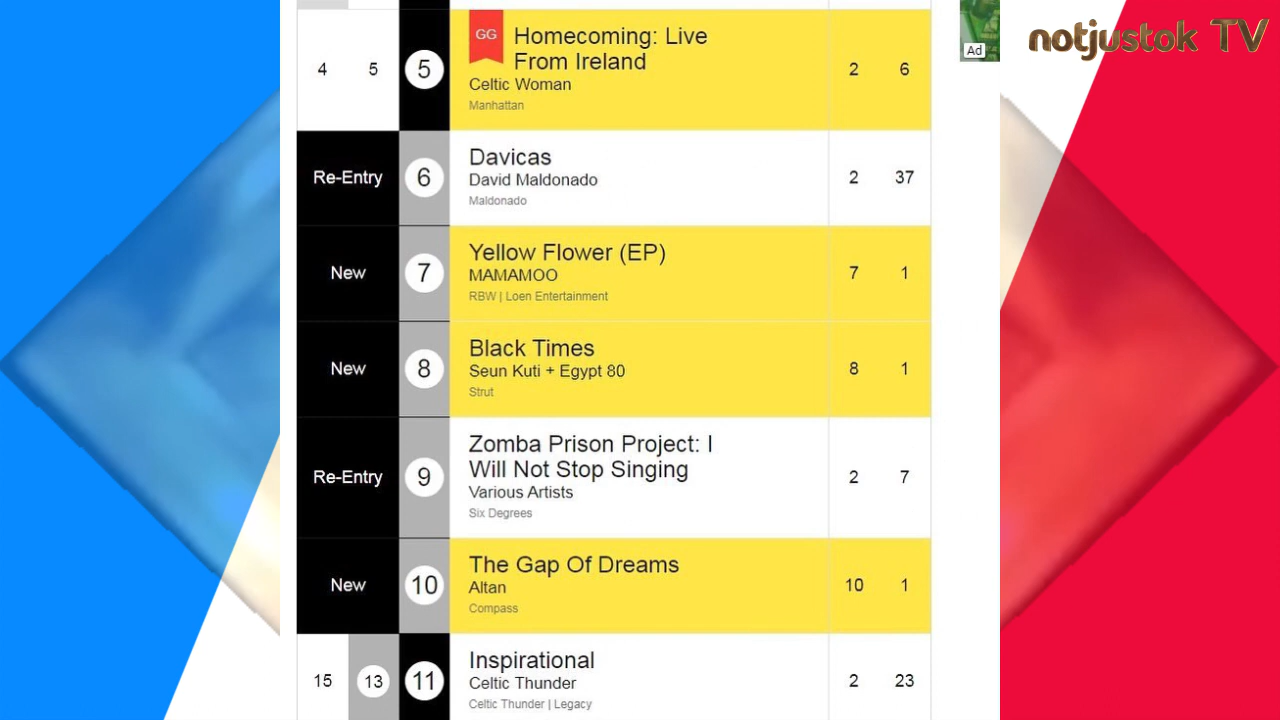 notjustok TV
Ad
4 5 5 GG Homecoming: Live
From Ireland
Celtic Woman
Manhattan
2 6
Re-Entry 6 Davicas
David Maldonado
Maldonado
2 37
New 7 Yellow Flower (EP)
MAMAMOO
RBW | Loen Entertainment
7 1
New 8 Black Times
Seun Kuti + Egypt 80
Strut
8 1
Re-Entry 9 Zomba Prison Project: I
Will Not Stop Singing
Various Artists
Six Degrees
2 7
New 10 The Gap Of Dreams
Altan
Compass
10 1
15 13 11 Inspirational
Celtic Thunder
Celtic Thunder | Legacy
2 23